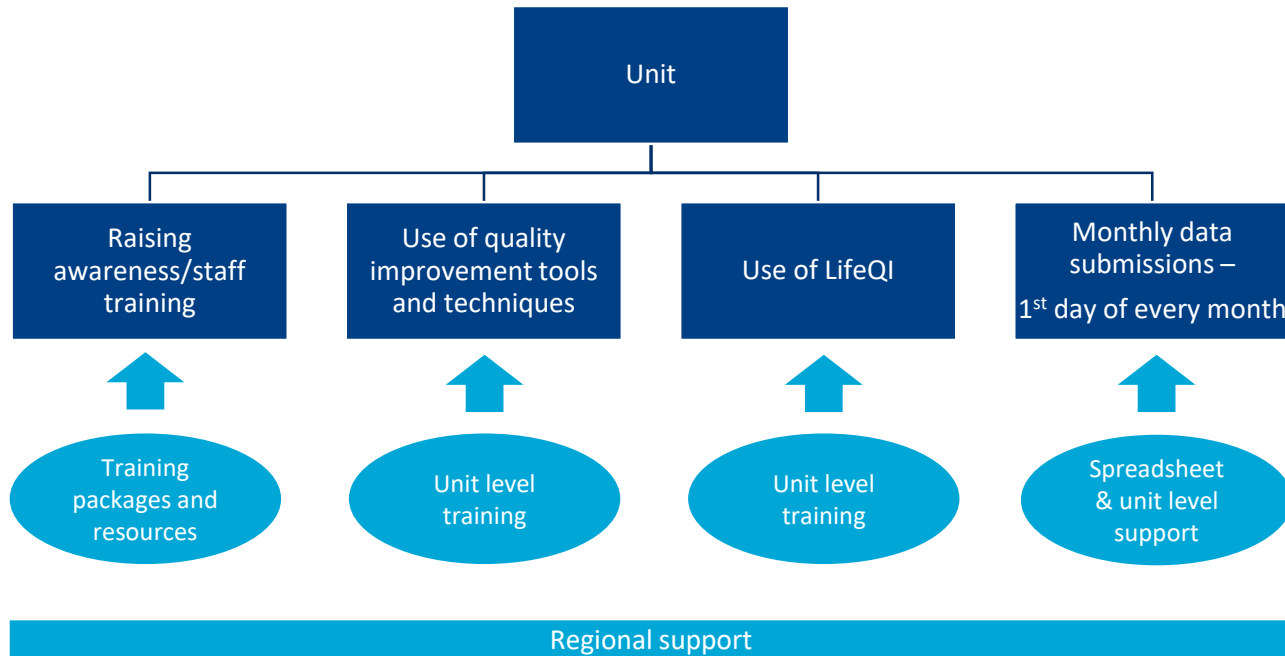 Unit
Raising
awareness/staff
training
Use of quality
improvement tools
and techniques
Use of LifeQI
Monthly data
submissions –
1st day of every month
Training
packages and
resources
Unit level
training
Unit level
training
Spreadsheet
& unit level
support
Regional support